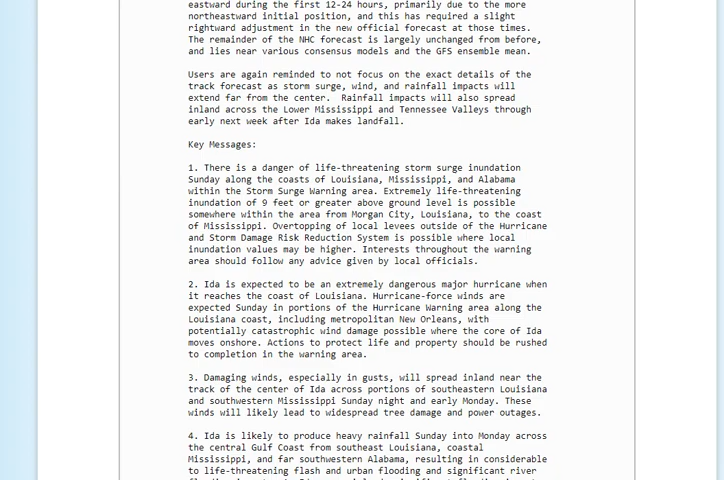 eastward during the first 12-24 hours, primarily due to the more
northeastward initial position, and this has required a slight
rightward adjustment in the new official forecast at those times.
The remainder of the NHC forecast is largely unchanged from before,
and lies near various consensus models and the GFS ensemble mean.
Users are again reminded to not focus on the exact details of the
track forecast as storm surge, wind, and rainfall impacts will
extend far from the center.  Rainfall impacts will also spread
inland across the Lower Mississippi and Tennessee Valleys through
early next week after Ida makes landfall.
Key Messages:
1. There is a danger of life-threatening storm surge inundation
Sunday along the coasts of Louisiana, Mississippi, and Alabama
within the Storm Surge Warning area. Extremely life-threatening
inundation of 9 feet or greater above ground level is possible
somewhere within the area from Morgan City, Louisiana, to the coast
of Mississippi. Overtopping of local levees outside of the Hurricane
and Storm Damage Risk Reduction System is possible where local
inundation values may be higher. Interests throughout the warning
area should follow any advice given by local officials.
2. Ida is expected to be an extremely dangerous major hurricane when
it reaches the coast of Louisiana. Hurricane-force winds are
expected Sunday in portions of the Hurricane Warning area along the
Louisiana coast, including metropolitan New Orleans, with
potentially catastrophic wind damage possible where the core of Ida
moves onshore. Actions to protect life and property should be rushed
to completion in the warning area.
3. Damaging winds, especially in gusts, will spread inland near the
track of the center of Ida across portions of southeastern Louisiana
and southwestern Mississippi Sunday night and early Monday. These
winds will likely lead to widespread tree damage and power outages.
4. Ida is likely to produce heavy rainfall Sunday into Monday across
the central Gulf Coast from southeast Louisiana, coastal
Mississippi, and far southwestern Alabama, resulting in considerable
to life-threatening flash and urban flooding and significant river